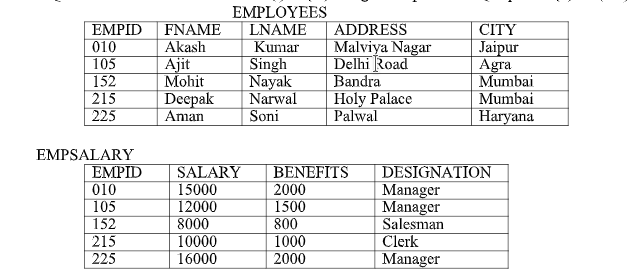 EMPLOYEES
EMPID FNAME LNAME ADDRESS CITY
010 Akash Kumar Malviya Nagar Jaipur
105 Ajit Singh Delhi Road Agra
152 Mohit Nayak Bandra Mumbai
215 Deepak Narwal Holy Palace Mumbai
225 Aman Soni Palwal Haryana
EMPSALARY
EMPID SALARY BENEFITS DESIGNATION
010 15000 2000 Manager
105 12000 1500 Manager
152 8000 800 Salesman
215 10000 1000 Clerk
225 16000 2000 Manager